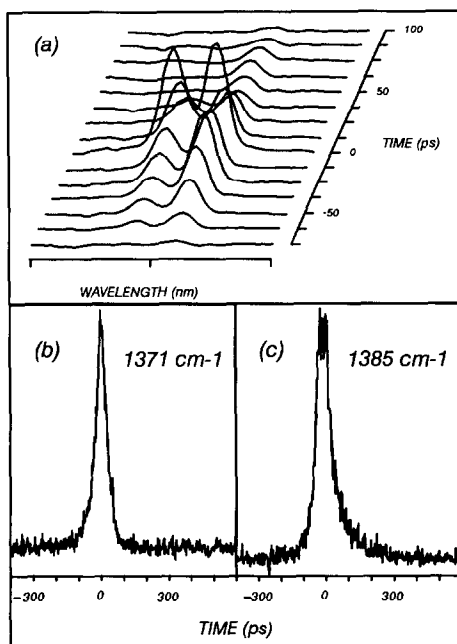 (a)
100
50
TIME (ps)
0
-50
WAVELENGTH (nm)
(b)
1371 cm-1
(c)
1385 cm-1
-300
0
300
-300
0
300
TIME (ps)